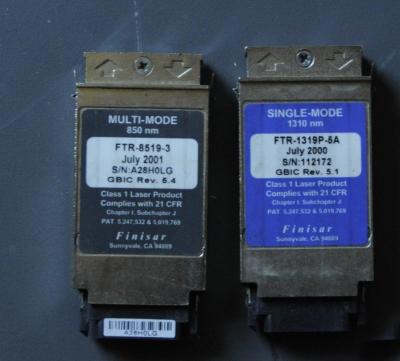 MULTI-MODE
850 nm
FTR-8519-3
July 2001
S/N:A28H0LG
GBIC Rev. 5.4
Class 1 Laser Product
Complies with 21 CFR
Chapter I, Subchapter J
PAT. 5,247,532 & 5,019,769
Finisar
Sunnyvale, CA 94089
A28H0LG
SINGLE-MODE
1310 nm
FTR-1319P-5A
July 2000
S/N:112172
GBIC Rev. 5.1
Class 1 Laser Product
Complies with 21 CFR
Chapter I, Subchapter J
PAT. 5,247,532 & 5,019,769
Finisar
Sunnyvale, CA 94089